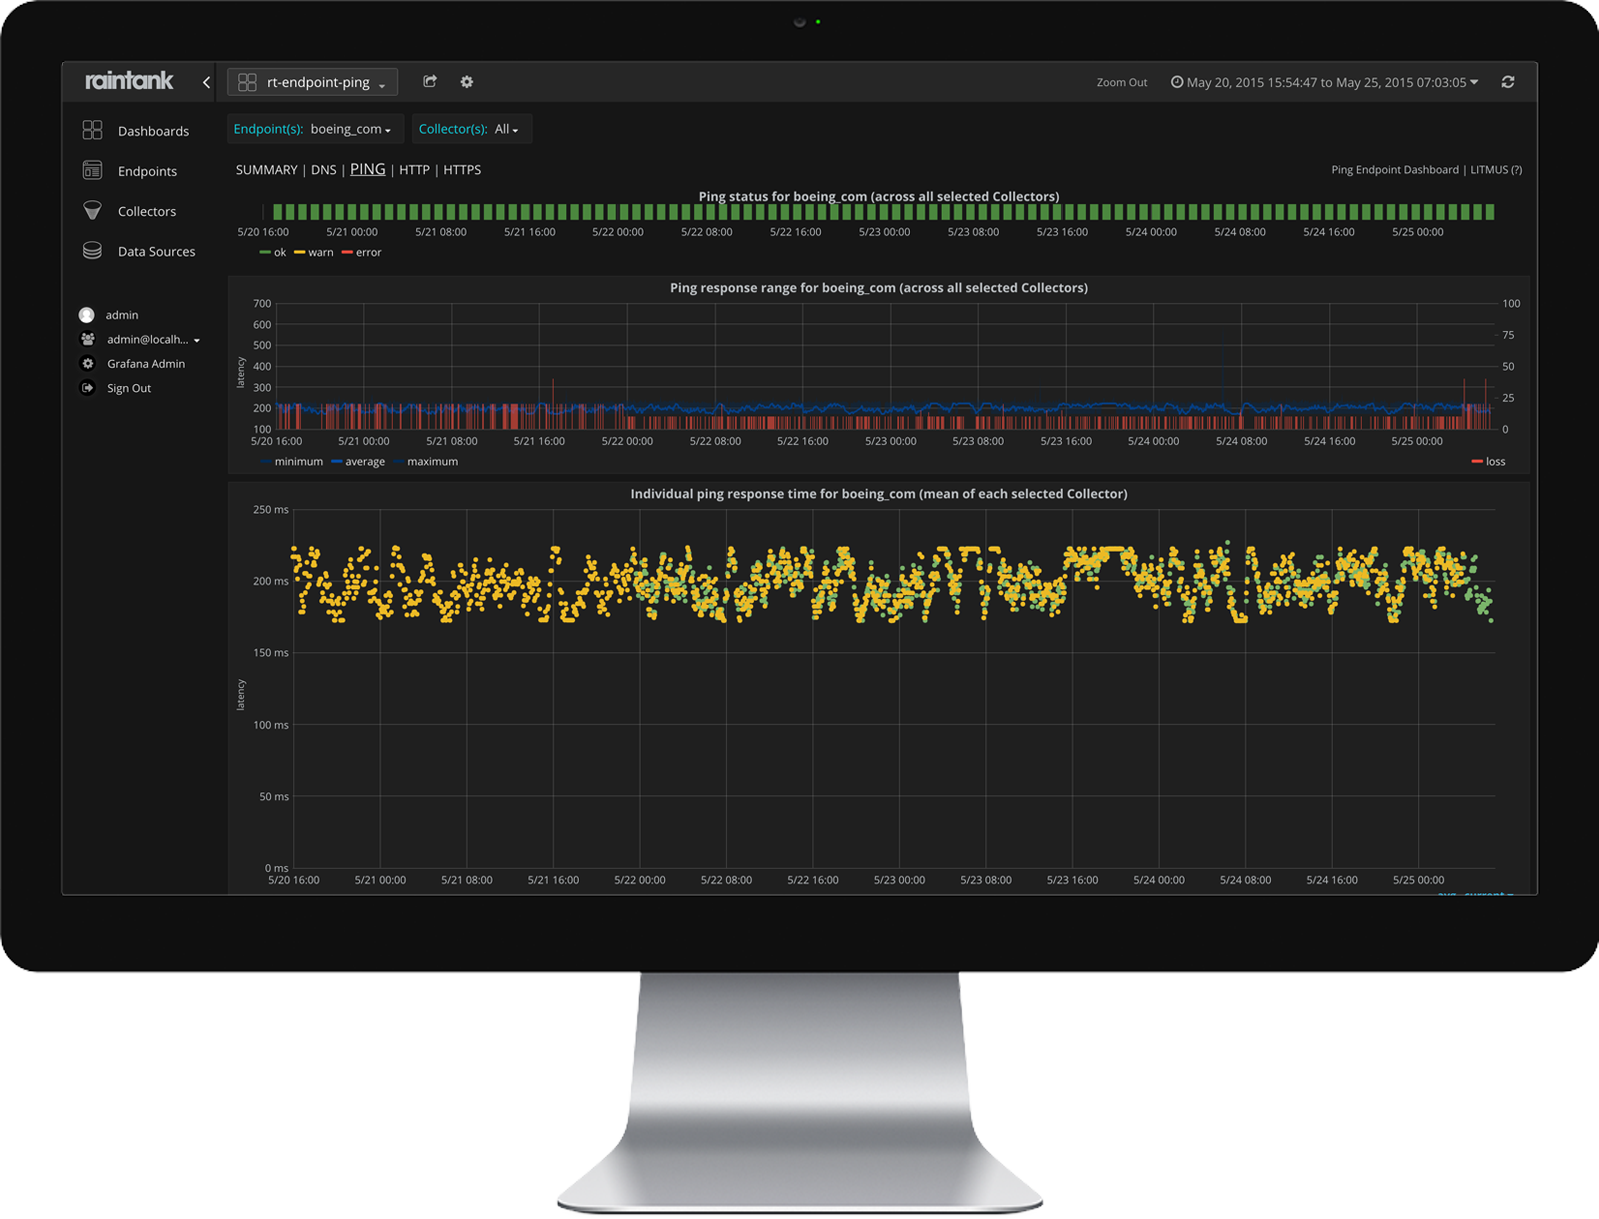 raintank
rt-endpoint-ping
Zoom Out
May 20, 2015 15:54:47 to May 25, 2015 07:03:05
Dashboards
Endpoints
Collectors
Data Sources
admin
admin@localh...
Grafana Admin
Sign Out
Endpoint(s): boeing_com
Collector(s): All
SUMMARY | DNS | PING | HTTP | HTTPS
Ping Endpoint Dashboard | LITMUS (?)
Ping status for boeing_com (across all selected Collectors)
5/20 16:00 5/21 00:00 5/21 08:00 5/21 16:00 5/22 00:00 5/22 08:00 5/22 16:00 5/23 00:00 5/23 08:00 5/23 16:00 5/24 00:00 5/24 08:00 5/24 16:00 5/25 00:00
ok warn error
Ping response range for boeing_com (across all selected Collectors)
700
600
500
400
300
200
100
latency
100
75
50
25
0
5/20 16:00 5/21 00:00 5/21 08:00 5/21 16:00 5/22 00:00 5/22 08:00 5/22 16:00 5/23 00:00 5/23 08:00 5/23 16:00 5/24 00:00 5/24 08:00 5/24 16:00 5/25 00:00
minimum average maximum
loss
Individual ping response time for boeing_com (mean of each selected Collector)
250 ms
200 ms
150 ms
100 ms
50 ms
0 ms
latency
5/20 16:00 5/21 00:00 5/21 08:00 5/21 16:00 5/22 00:00 5/22 08:00 5/22 16:00 5/23 00:00 5/23 08:00 5/23 16:00 5/24 00:00 5/24 08:00 5/24 16:00 5/25 00:00